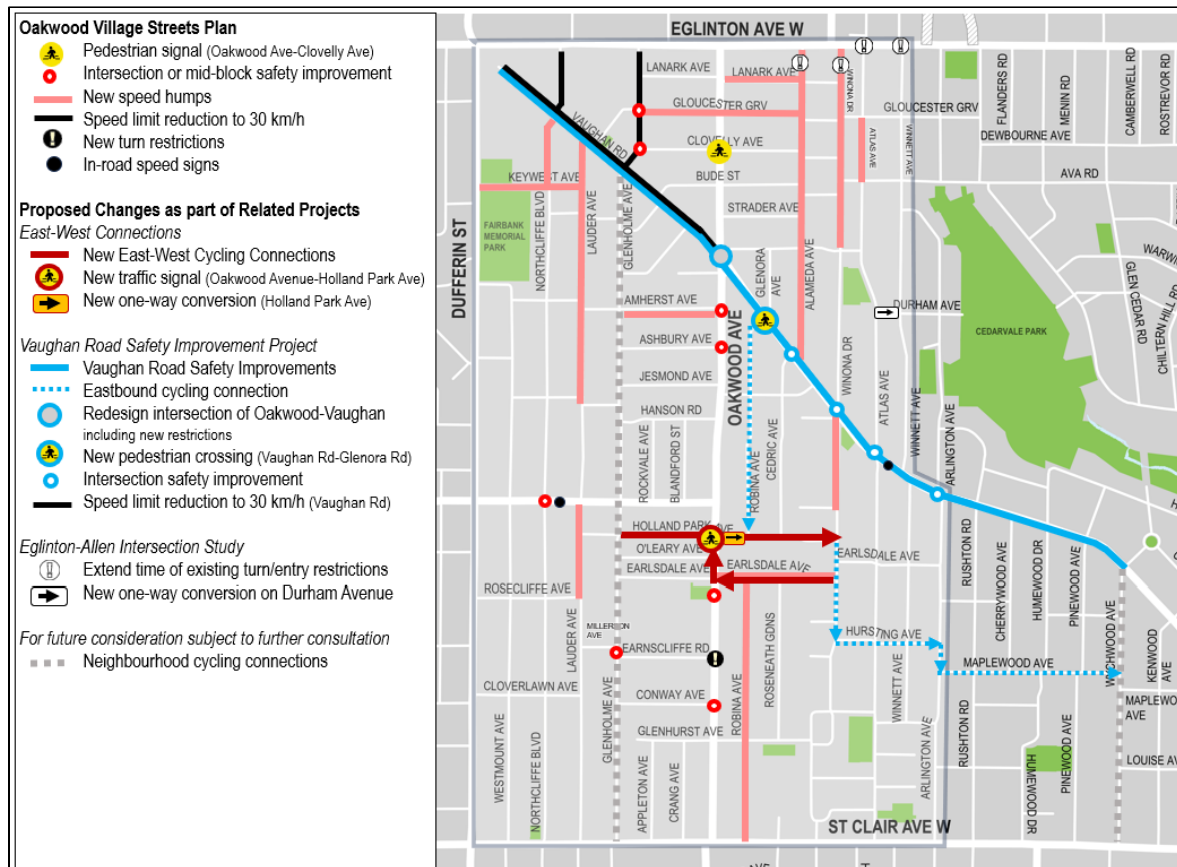 Oakwood Village Streets Plan
Pedestrian signal (Oakwood Ave-Clovelly Ave)
Intersection or mid-block safety improvement
New speed humps
Speed limit reduction to 30 km/h
New turn restrictions
In-road speed signs
Proposed Changes as part of Related Projects
East-West Connections
New East-West Cycling Connections
New traffic signal (Oakwood Avenue-Holland Park Ave)
New one-way conversion (Holland Park Ave)
Vaughan Road Safety Improvement Project
Vaughan Road Safety Improvements
Eastbound cycling connection
Redesign intersection of Oakwood-Vaughan
including new restrictions
New pedestrian crossing (Vaughan Rd-Glenora Rd)
Intersection safety improvement
Speed limit reduction to 30 km/h (Vaughan Rd)
Eglinton-Allen Intersection Study
Extend time of existing turn/entry restrictions
New one-way conversion on Durham Avenue
For future consideration subject to further consultation
Neighbourhood cycling connections
EGLINTON AVE W
LANARK AVE
LANARK AVE
WINONA DR
GLOUCESTER GRV
GLOUCESTER GRV
FLANDERS RD
MENIN RD
CAMBERWELL RD
ROSTREVOR RD
VAUGHAN RD
CLOVELLY AVE
ATLAS AVE
WINNETT AVE
DEWBOURNE AVE
BUDE ST
KEYWEST AVE
AVA RD
STRADER AVE
FAIRBANK
MEMORIAL
PARK
NORTHCLIFFE BLVD
LAUDER AVE
GLENHOLME AVE
DUFFERIN ST
GLENORA
AVE
ALAMEDA AVE
GLEN CEDAR RD
CHILTERN HILL RD
AMHERST AVE
DURHAM AVE
CEDARVALE PARK
ASHBURY AVE
OAKWOOD AVE
JESMOND AVE
WINONA DR
ATLAS AVE
WINNETT AVE
ARLINGTON AVE
HANSON RD
ROCKVALE AVE
BLANDFORD ST
CEDRIC AVE
ROBINA AVE
HOLLAND PARK AVE
O'LEARY AVE
EARLSDALE AVE
EARLSDALE AVE
EARLSDALE AVE
ROSECLIFFE AVE
RUSHTON RD
CHERRYWOOD AVE
HUMEWOOD DR
PINEWOOD AVE
WYCHWOOD AVE
KENWOOD
AVE
LAUDER AVE
MILLERSON
AVE
EARNSCLIFFE RD
ROSENEATH GDNS
HURSTING AVE
MAPLEWOOD AVE
CLOVERLAWN AVE
CONWAY AVE
GLENHURST AVE
ROBINA AVE
WINNETT AVE
WESTMOUNT AVE
NORTHCLIFFE BLVD
GLENHOLME AVE
APPLETON AVE
CRANG AVE
ARLINGTON AVE
RUSHTON RD
HUMEWOOD DR
PINEWOOD AVE
ST CLAIR AVE W